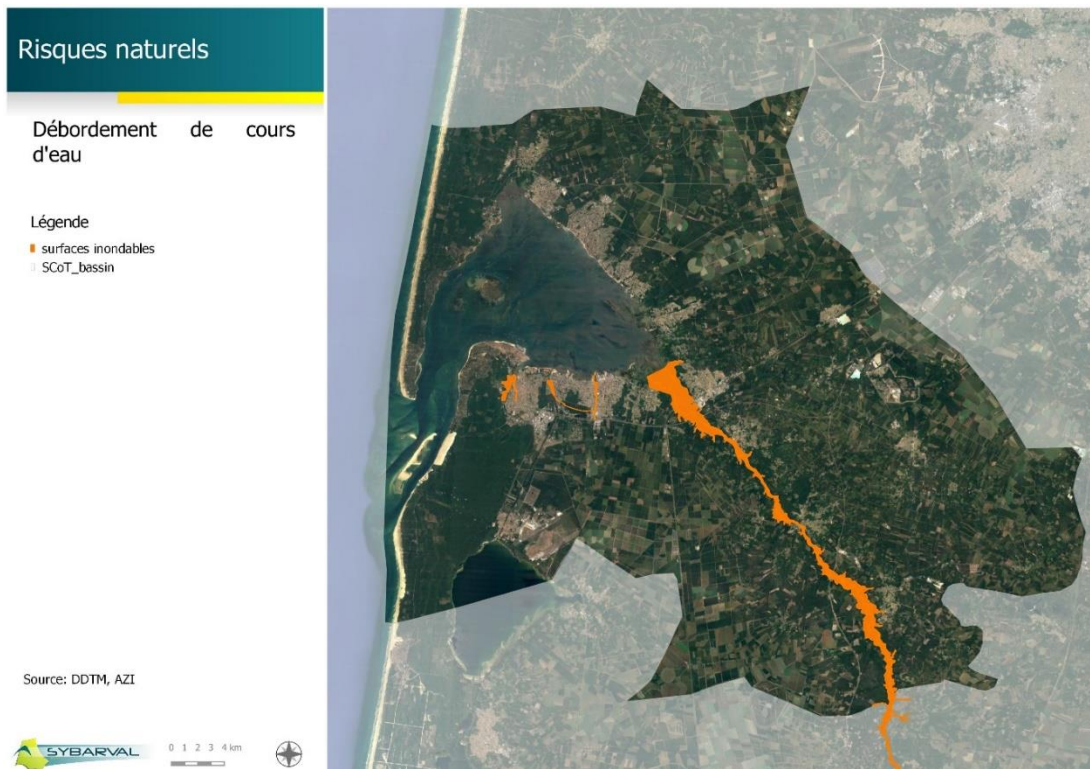 Risques naturels
Débordement de cours
d'eau
Légende
surfaces inondables
SCoT_bassin
Source: DDTM, AZI
SYBARVAL
0 1 2 3 4 km